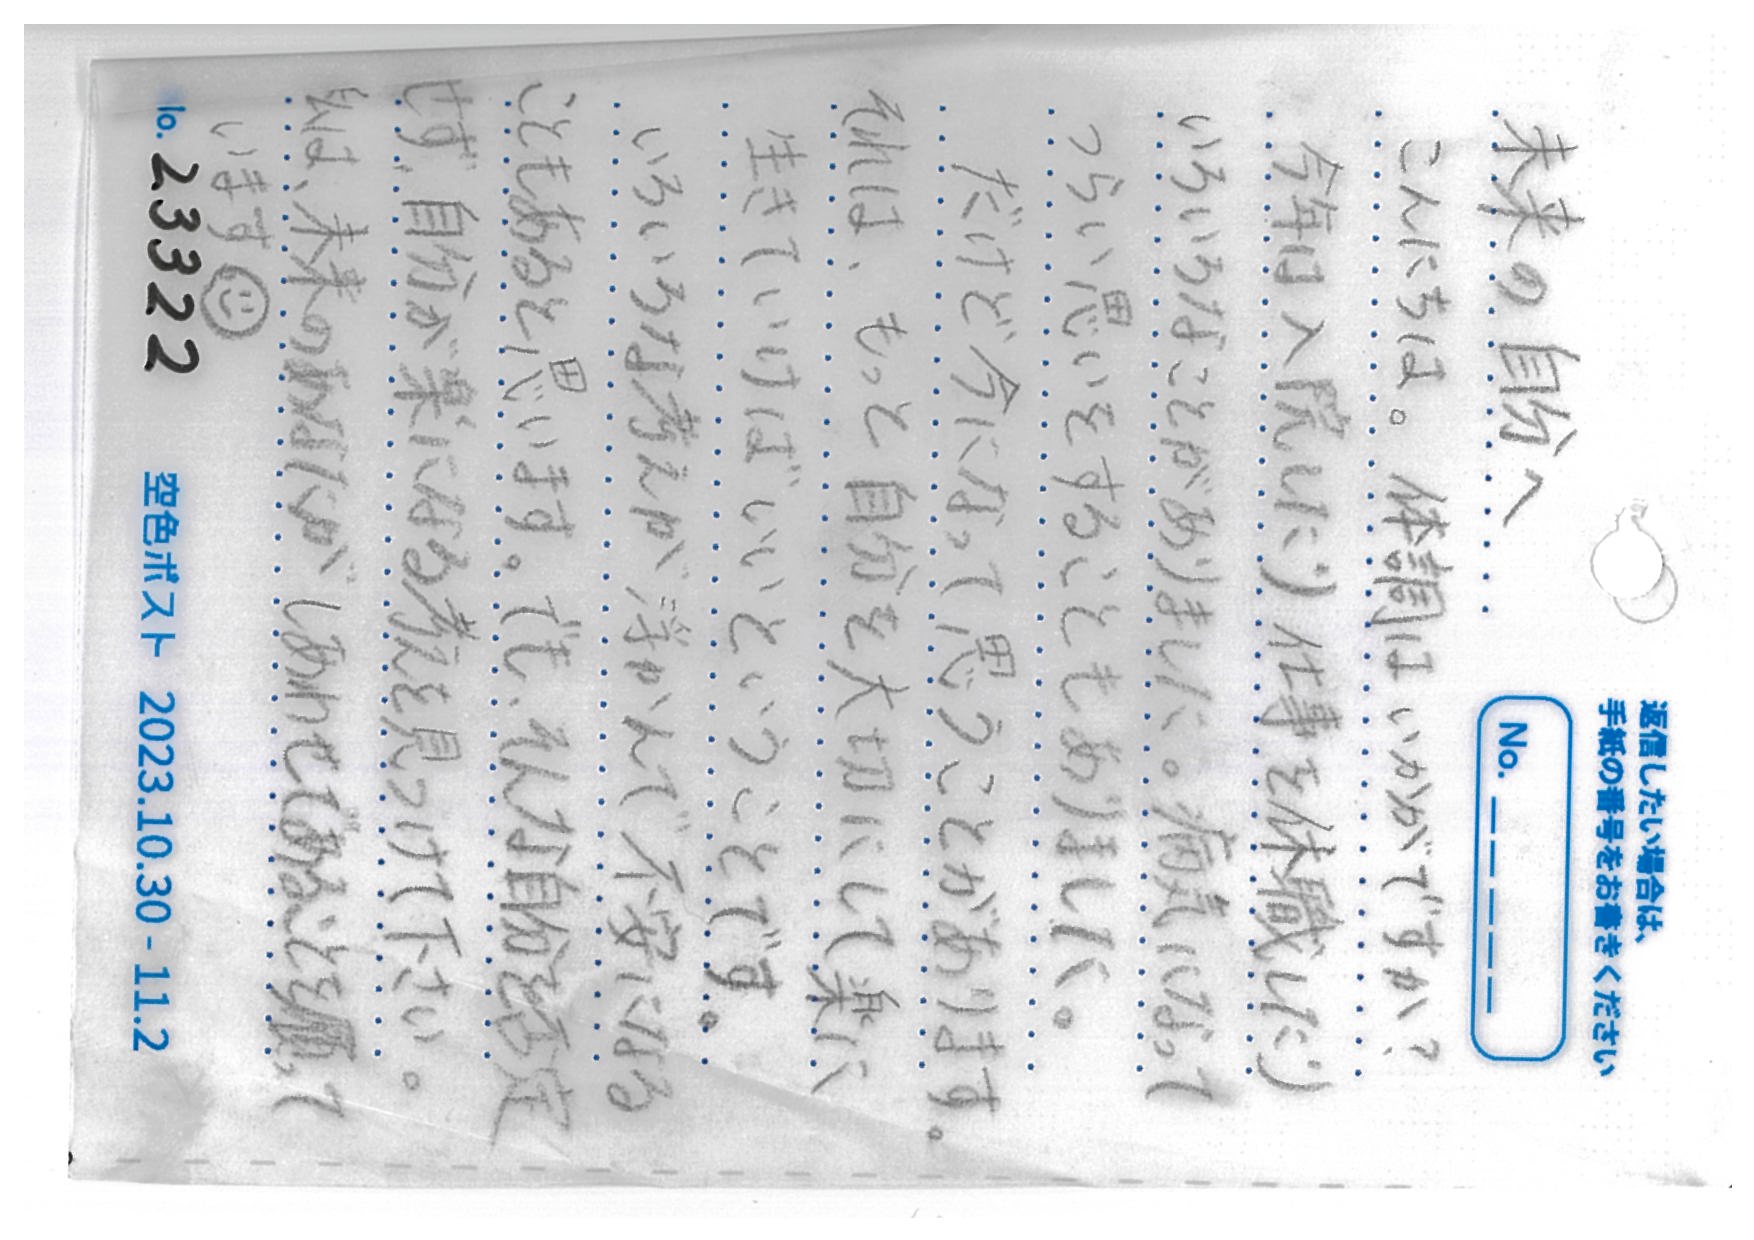 返信したい場合は、
手紙の番号をお書きください
No. _ _ _ _ _
未来の自分へ
こんにちは。体調はいかがですか?
今年は入院したり仕事を休職したり
いろいろなことがありました。病気になって
つらい思いをすることもありました。
だけど今になって思うことがあります。
それは、もっと自分を大切にして楽に
生きていけばいいということです。
いろいろな考えが浮かんで不安になる
こともあると思います。でも、そんな自分を否定
せず、自分が楽になる考えを見つけて下さい。
私は、未来のあなたがしあわせであることを願って
います
lo. 23322
空色ポスト 2023.10.30 - 11.2